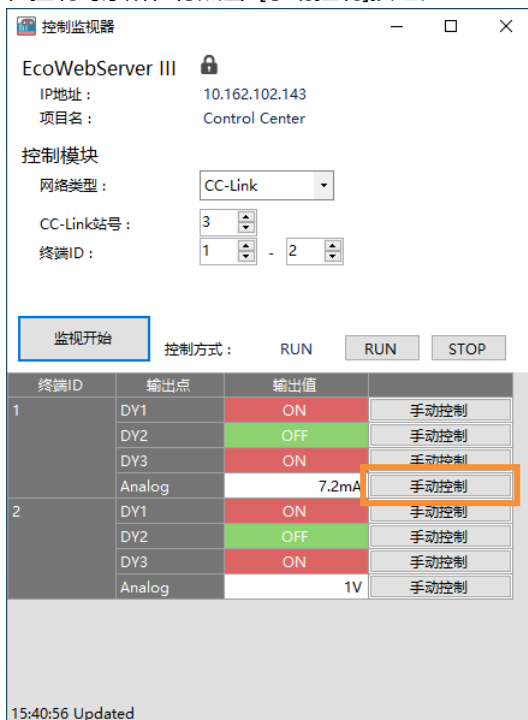 控制监视器
EcoWebServer III
IP地址： 10.162.102.143
项目名： Control Center
控制模块
网络类型： CC-Link
CC-Link站号： 3
终端ID： 1 - 2
监视开始 控制方式： RUN RUN STOP
终端ID 输出点 输出值
1 DY1 ON 手动控制
DY2 OFF 手动控制
DY3 ON 手动控制
Analog 7.2mA 手动控制
2 DY1 ON 手动控制
DY2 OFF 手动控制
DY3 ON 手动控制
Analog 1V 手动控制
15:40:56 Updated